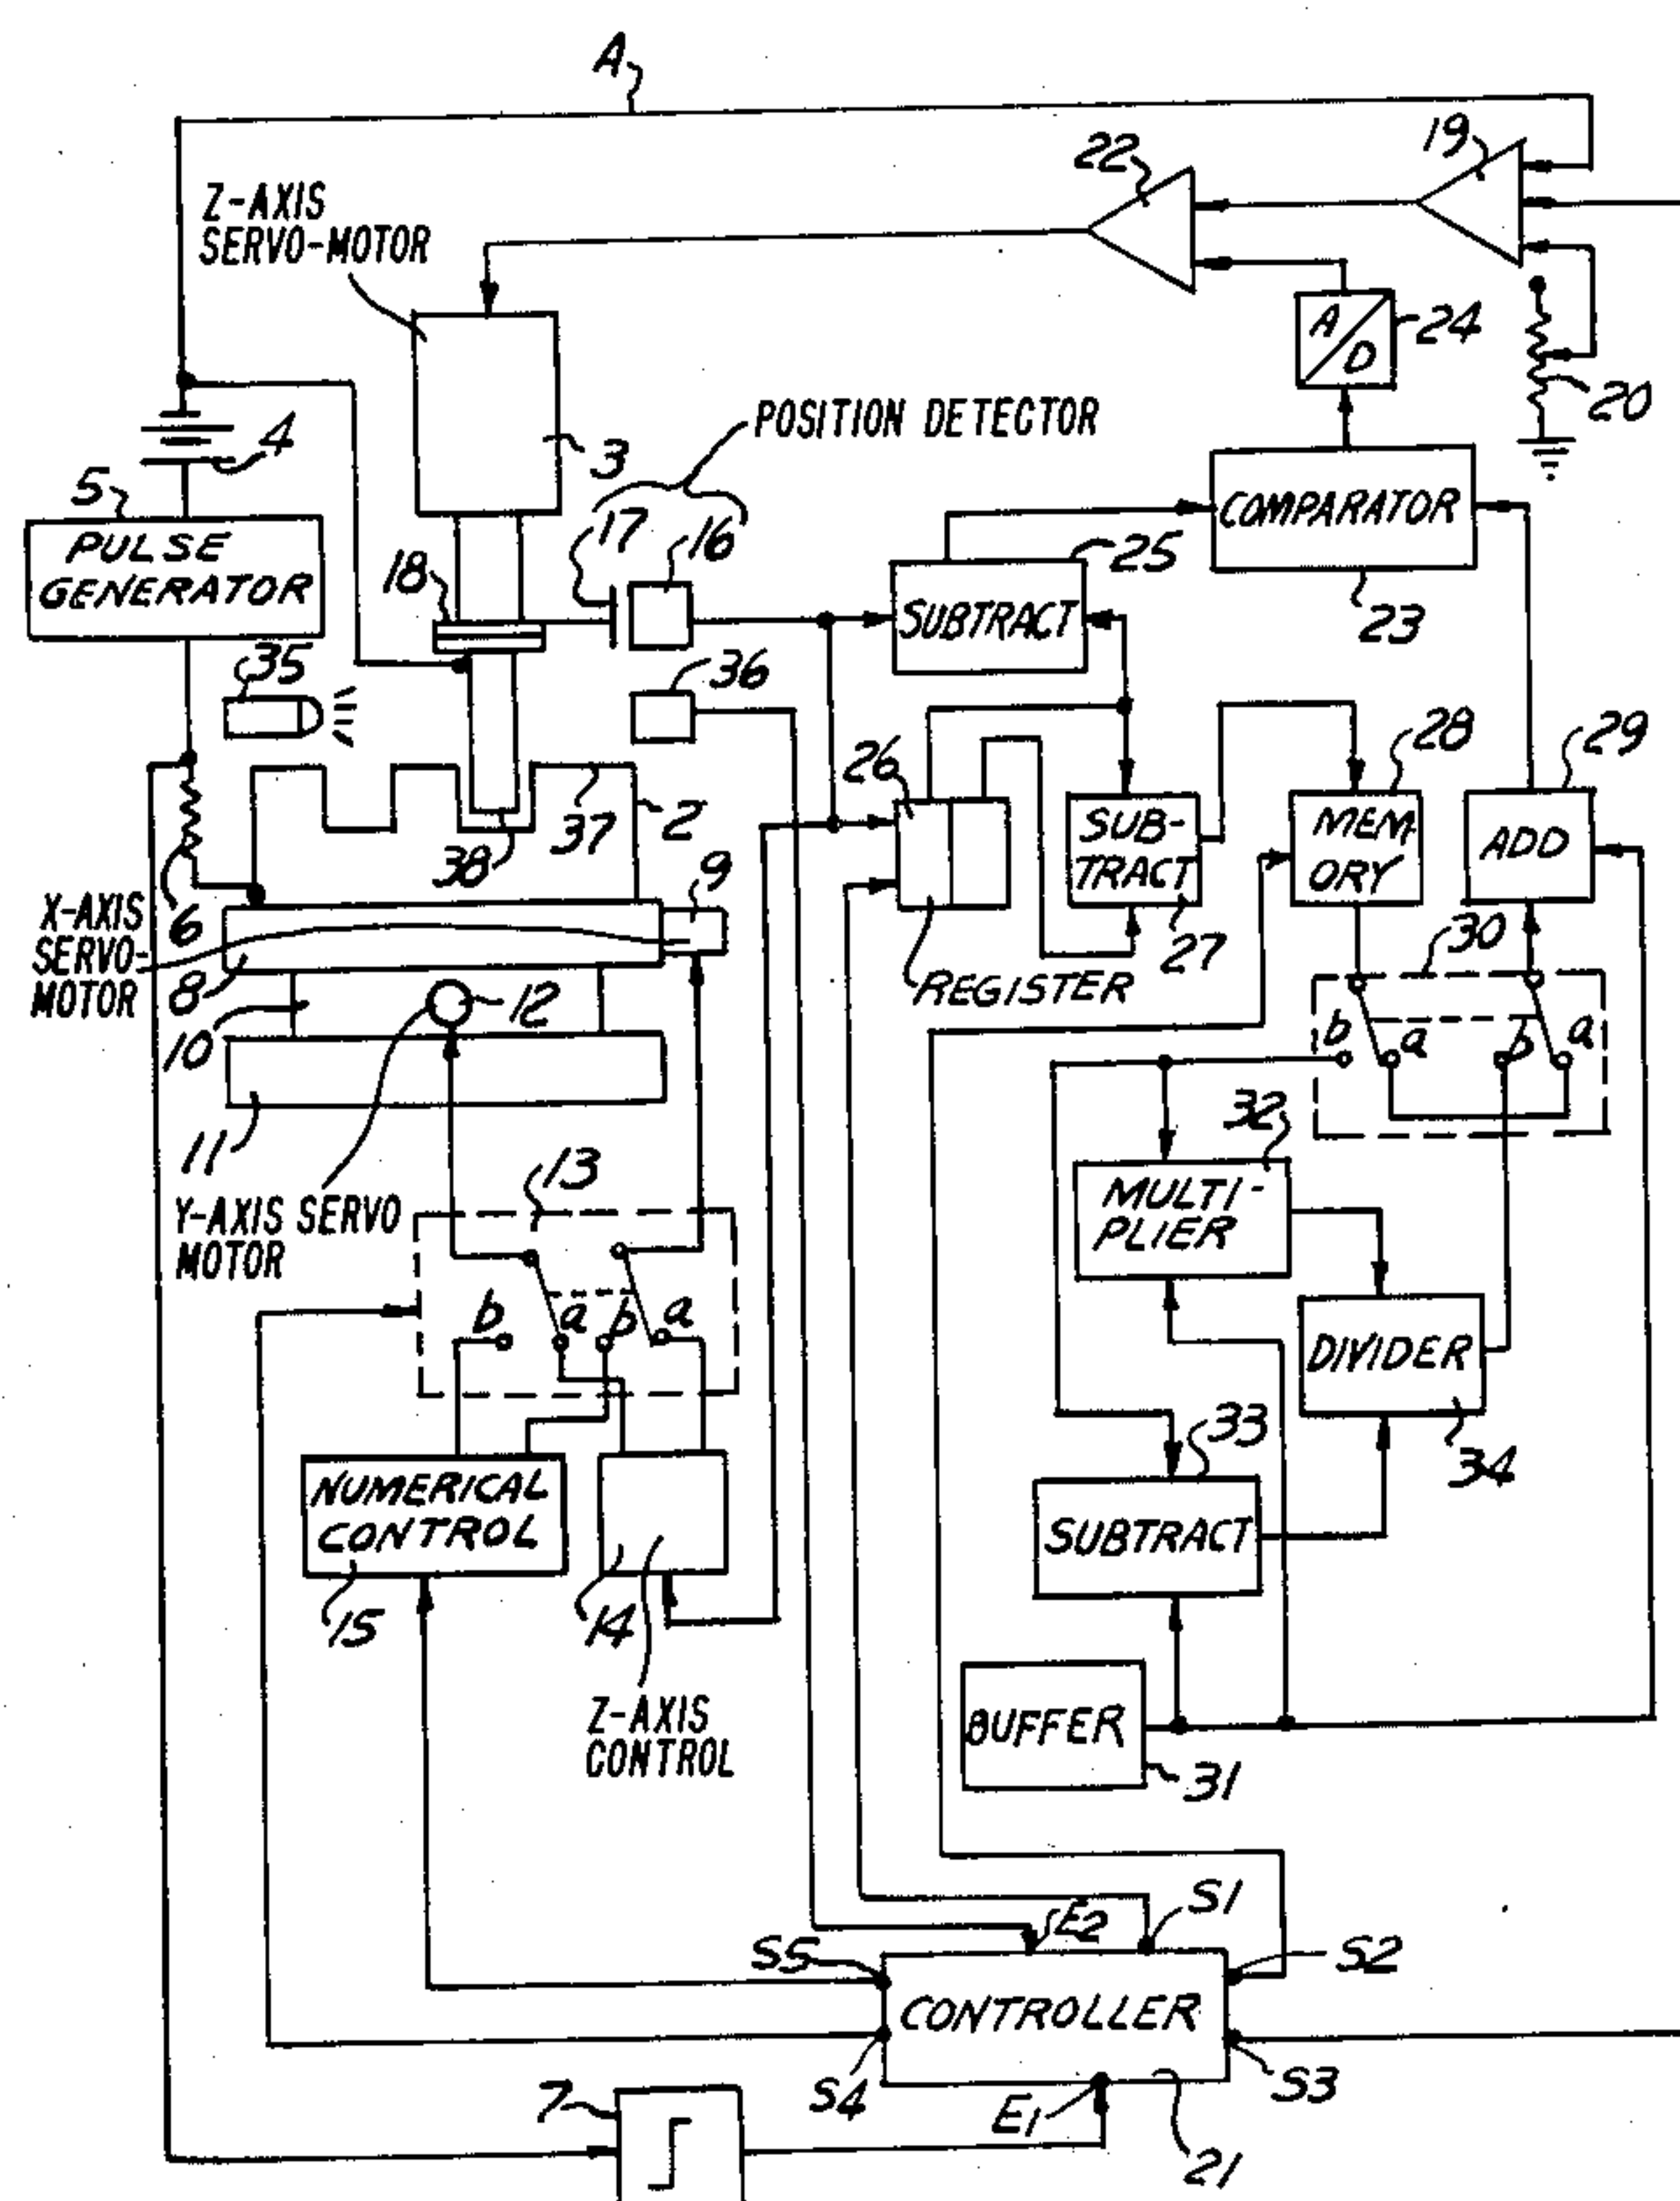 A
19
22
Z-AXIS
SERVO-MOTOR
A/D
24
20
4
3
POSITION DETECTOR
5
PULSE
GENERATOR
COMPARATOR
17
16
25
18
SUBTRACT
23
35
36
28
29
26
2
37
38
SUB-
TRACT
MEM-
ORY
ADD
9
X-AXIS
SERVO-
MOTOR
6
27
30
8
REGISTER
12
10
b
a
b
a
11
32
13
Y-AXIS SERVO
MOTOR
MULTI-
PLIER
b
a
b
a
DIVIDER
33
34
NUMERICAL
CONTROL
SUBTRACT
15
14
Z-AXIS
CONTROL
BUFFER
31
E2
S1
S5
S2
CONTROLLER
S4
S3
7
E1
21